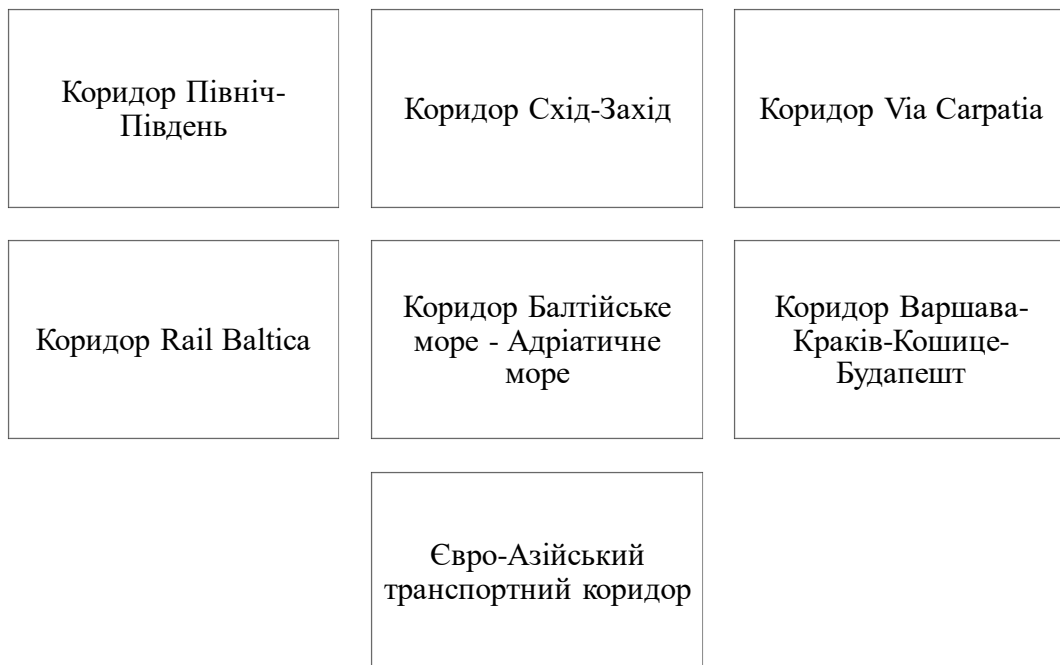 Коридор Північ-
Південь
Коридор Схід-Захід
Коридор Via Carpatia
Коридор Rail Baltica
Коридор Балтійське
море - Адріатичне
море
Коридор Варшава-
Краків-Кошице-
Будапешт
Євро-Азійський
транспортний коридор